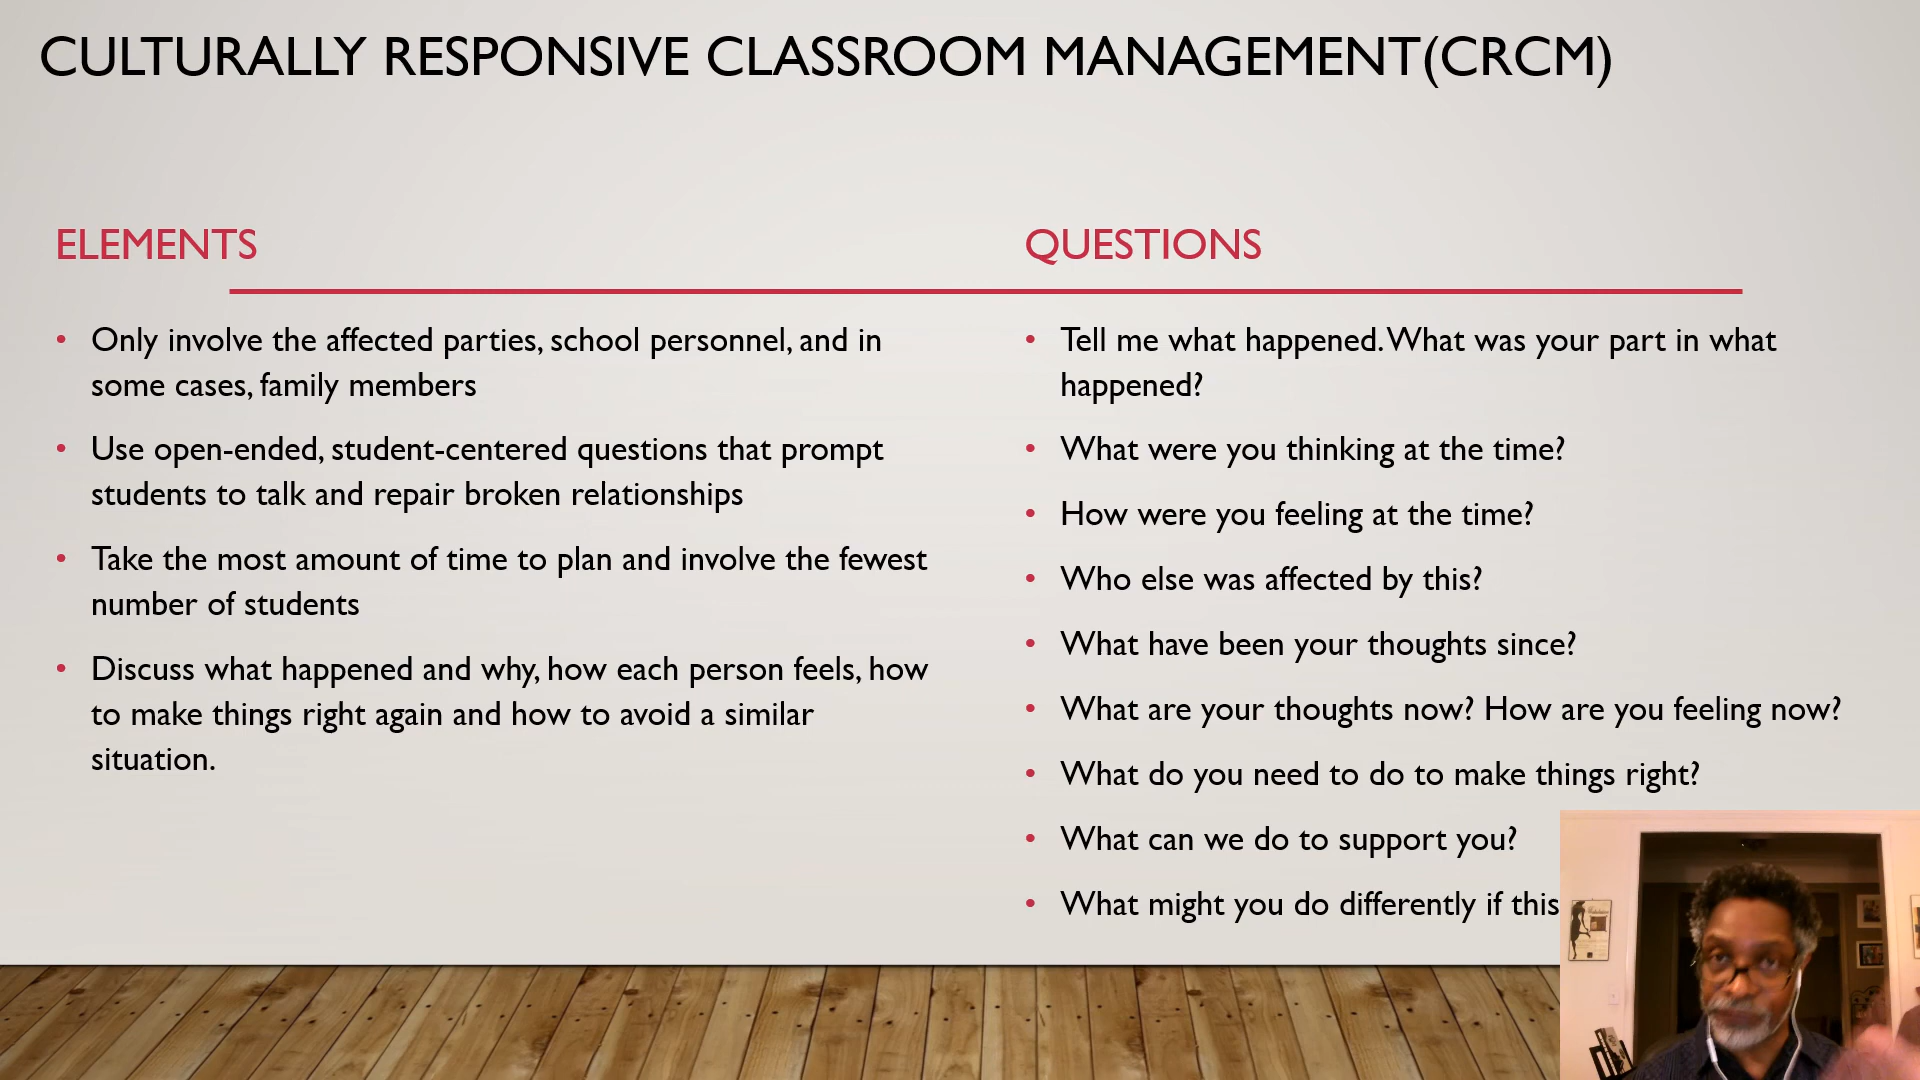 CULTURALLY RESPONSIVE CLASSROOM MANAGEMENT(CRCM)
ELEMENTS
• Only involve the affected parties, school personnel, and in
some cases, family members
• Use open-ended, student-centered questions that prompt
students to talk and repair broken relationships
• Take the most amount of time to plan and involve the fewest
number of students
• Discuss what happened and why, how each person feels, how
to make things right again and how to avoid a similar
situation.
QUESTIONS
• Tell me what happened. What was your part in what
happened?
• What were you thinking at the time?
• How were you feeling at the time?
• Who else was affected by this?
• What have been your thoughts since?
• What are your thoughts now? How are you feeling now?
• What do you need to do to make things right?
• What can we do to support you?
• What might you do differently if this